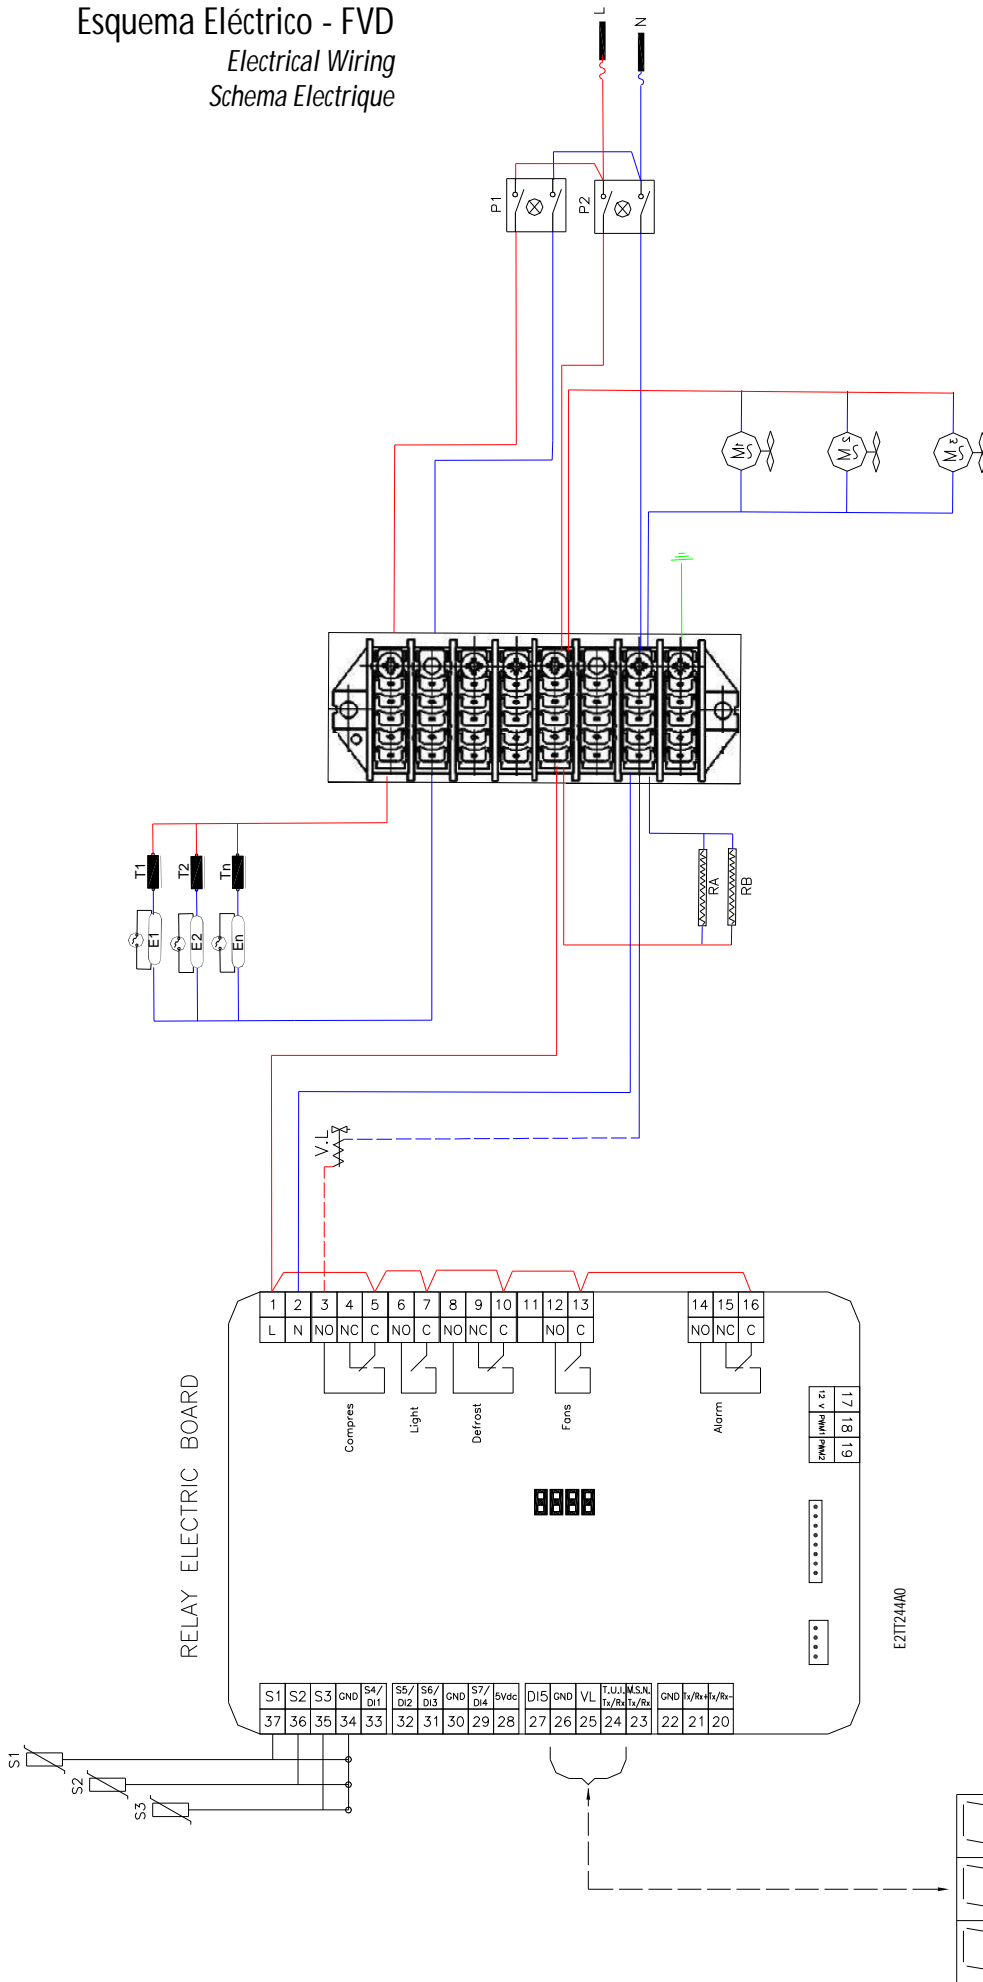 Esquema Eléctrico - FVD
Electrical Wiring
Schema Electrique
L
N
P1
P2
M1
M2
M3
T1
T2
Tn
E1
E2
En
RA
RB
V.L
1 2 3 4 5 6 7 8 9 10 11 12 13
L N NO NC C NO C NO NC C NO C
14 15 16
NO NC C
Compres
Light
Defrost
Fans
Alarm
RELAY ELECTRIC BOARD
12 V 17
PWM1 18
PWM2 19
E2TT244A0
S1 S2 S3 GND S4/DI1
37 36 35 34 33
S5/DI2 S6/DI3 GND S7/DI4 5Vdc
32 31 30 29 28
DI5 GND VL T.U.I. Tx/Rx M.S.N. Tx/Rx
27 26 25 24 23
GND Tx/Rx+ Tx/Rx-
22 21 20
S1
S2
S3